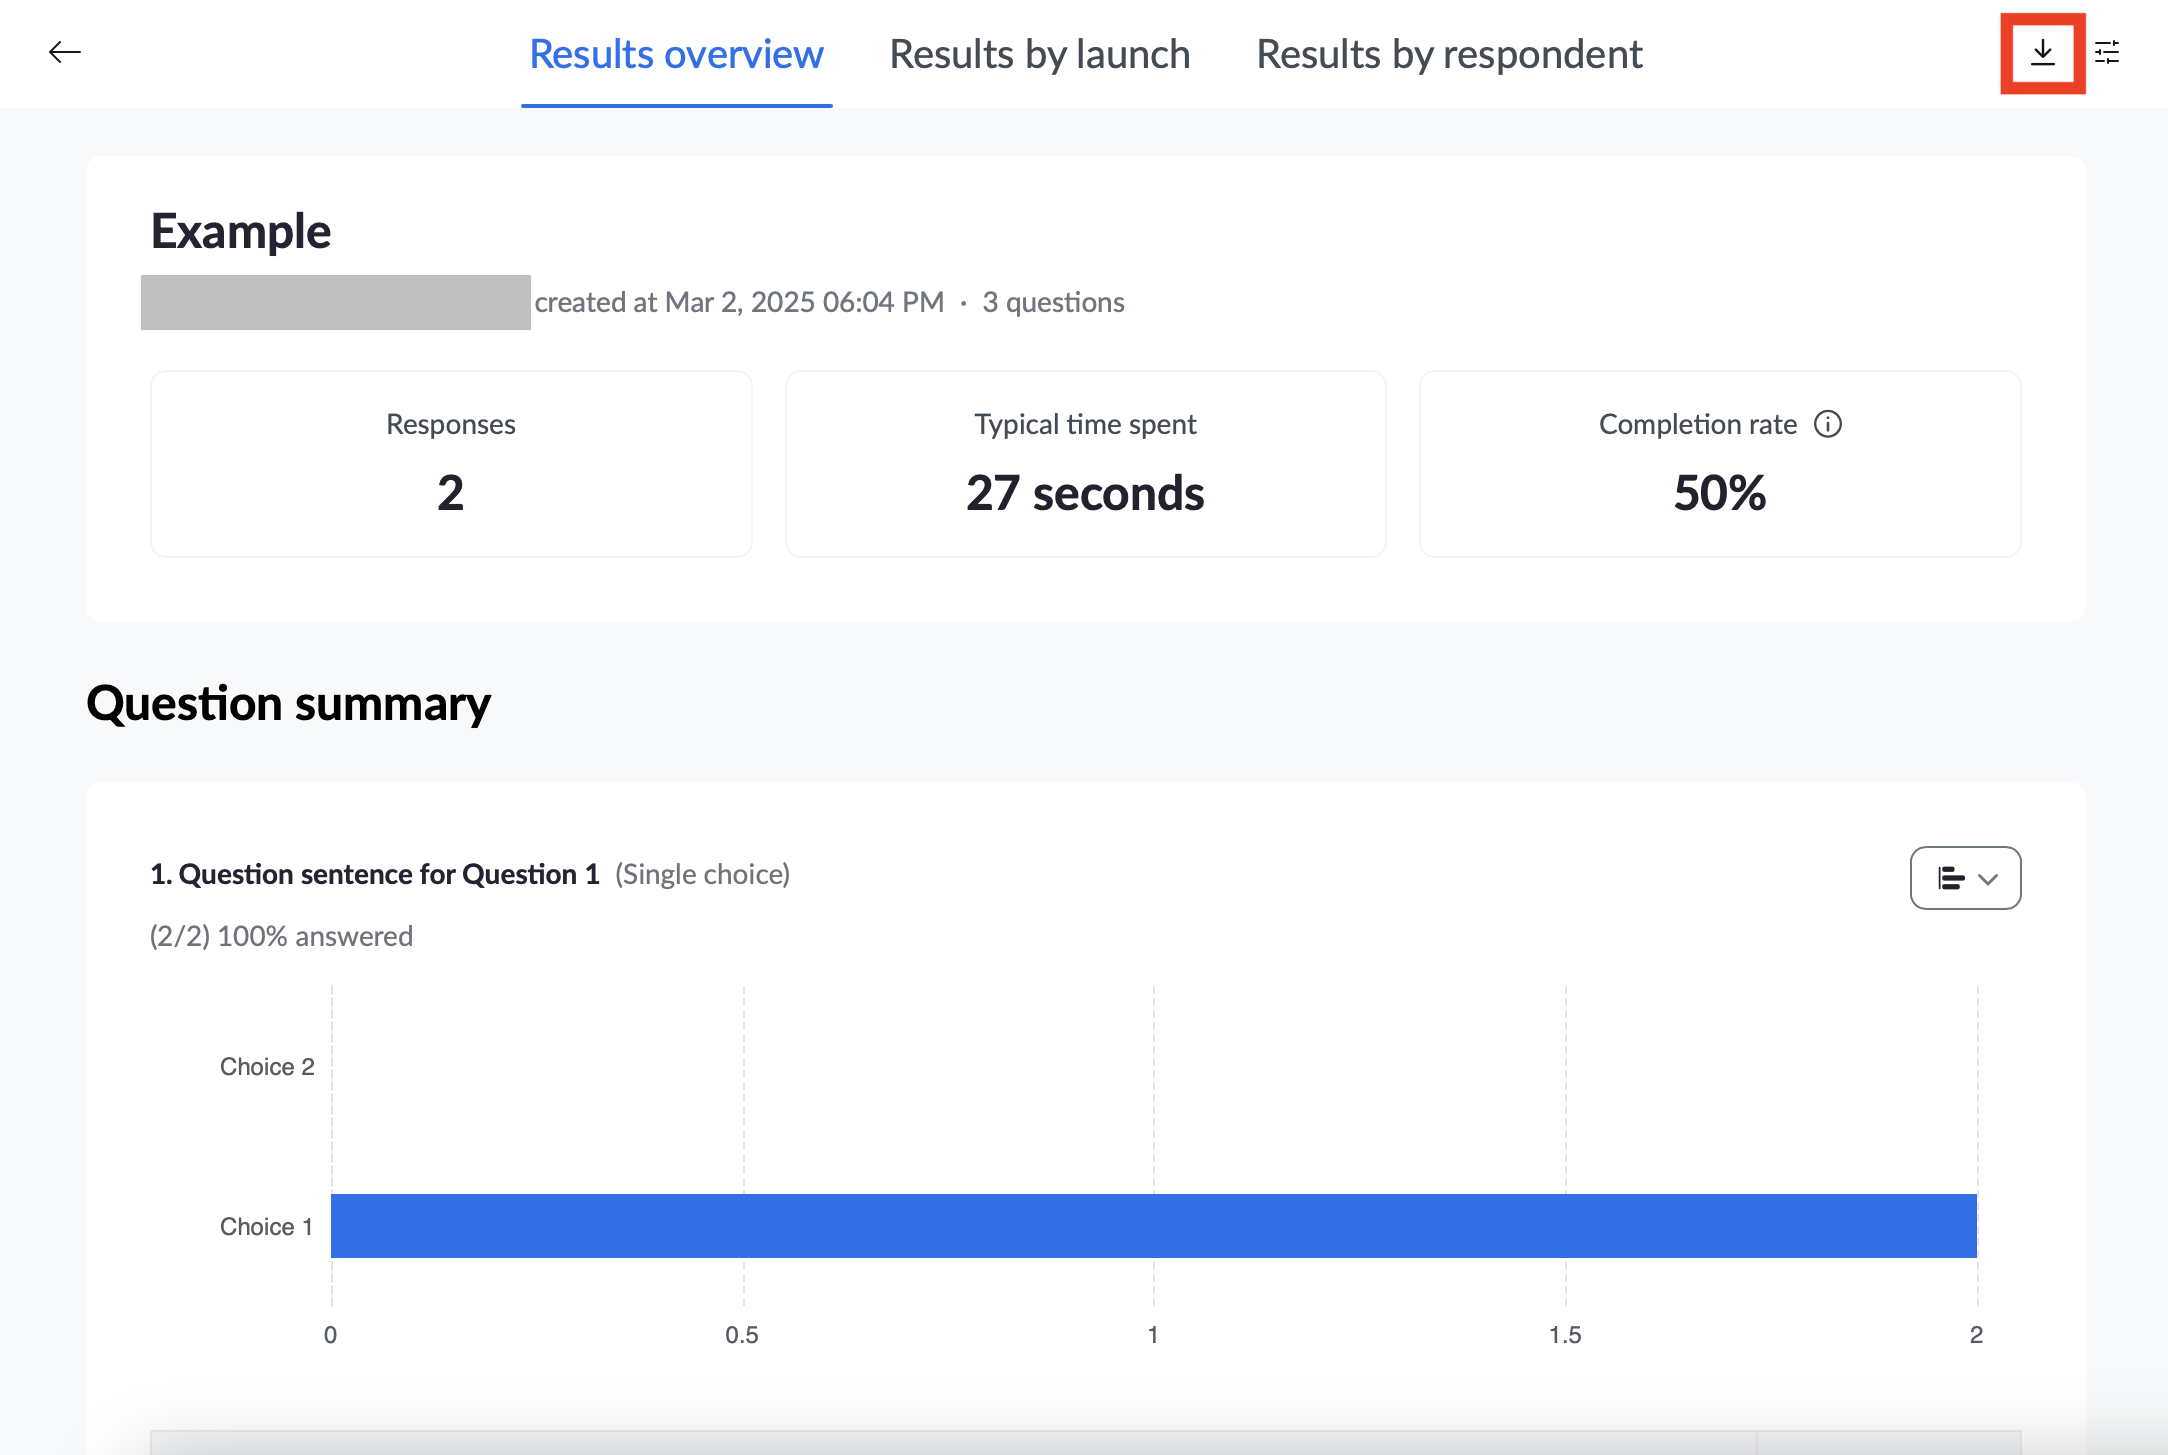 Results overview Results by launch Results by respondent
Example
created at Mar 2, 2025 06:04 PM · 3 questions
Responses
2
Typical time spent
27 seconds
Completion rate
50%
Question summary
1. Question sentence for Question 1 (Single choice)
(2/2) 100% answered
Choice 2
Choice 1
0 0.5 1 1.5 2